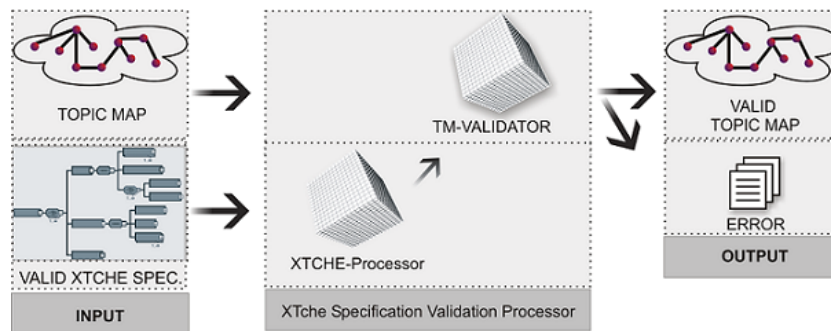 TOPIC MAP
VALID XTCHE SPEC.
INPUT
TM-VALIDATOR
XTCHE-Processor
XTche Specification Validation Processor
VALID
TOPIC MAP
ERROR
OUTPUT